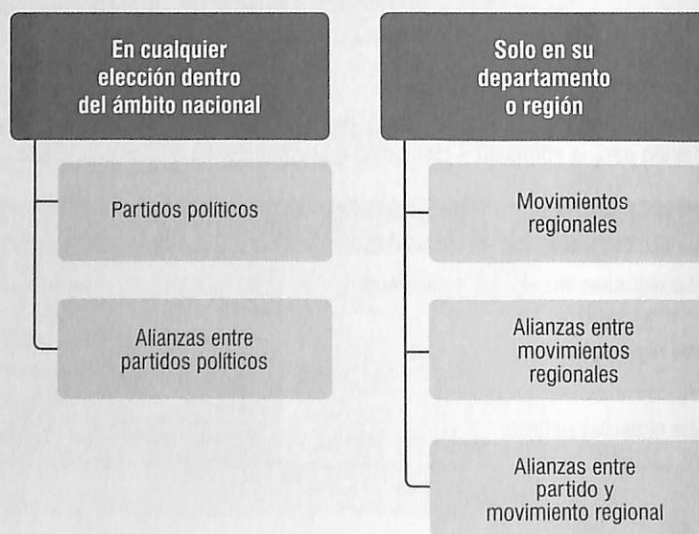 En cualquier
elección dentro
del ámbito nacional
Partidos políticos
Alianzas entre
partidos políticos
Solo en su
departamento
o región
Movimientos
regionales
Alianzas entre
movimientos
regionales
Alianzas entre
partido y
movimiento regional